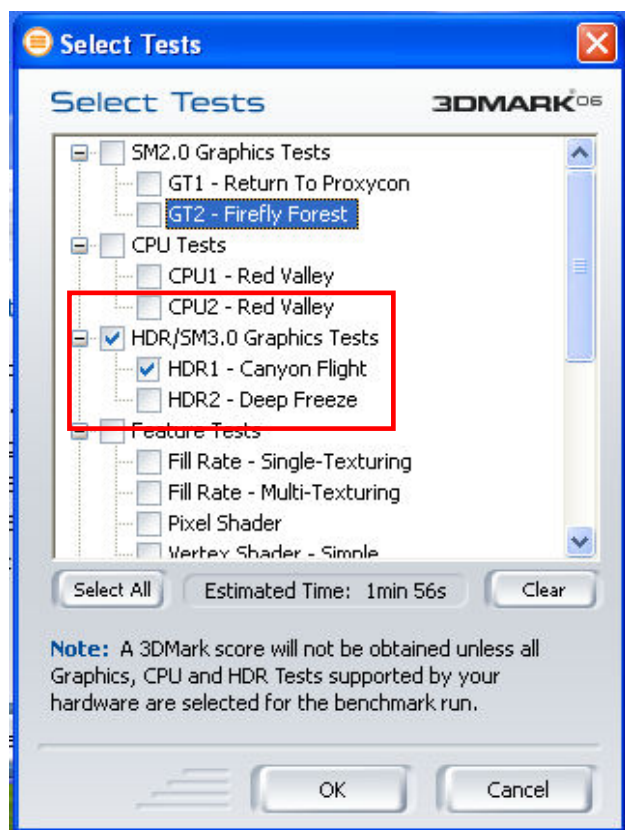 Select Tests
Select Tests 3DMARK®06
SM2.0 Graphics Tests
GT1 - Return To Proxycon
GT2 - Firefly Forest
CPU Tests
CPU1 - Red Valley
CPU2 - Red Valley
HDR/SM3.0 Graphics Tests
HDR1 - Canyon Flight
HDR2 - Deep Freeze
Feature Tests
Fill Rate - Single-Texturing
Fill Rate - Multi-Texturing
Pixel Shader
Vertex Shader - Simple
Select All Estimated Time: 1min 56s Clear
Note: A 3DMark score will not be obtained unless all
Graphics, CPU and HDR Tests supported by your
hardware are selected for the benchmark run.
OK Cancel